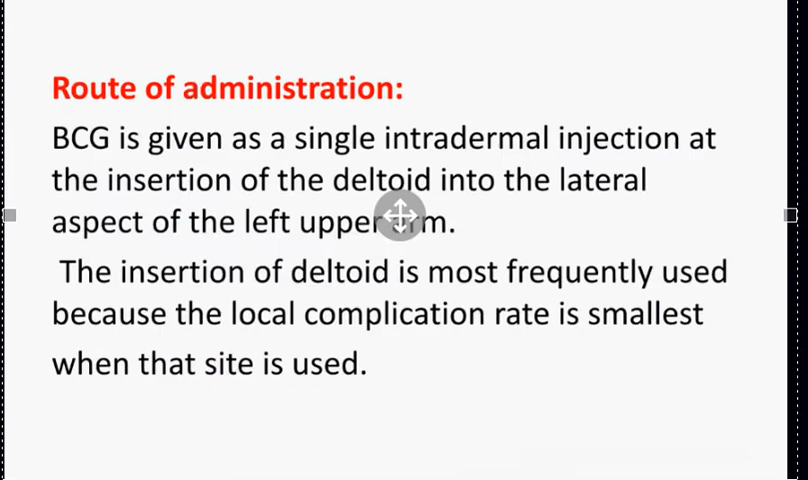 Route of administration:
BCG is given as a single intradermal injection at
the insertion of the deltoid into the lateral
aspect of the left upper arm.
The insertion of deltoid is most frequently used
because the local complication rate is smallest
when that site is used.